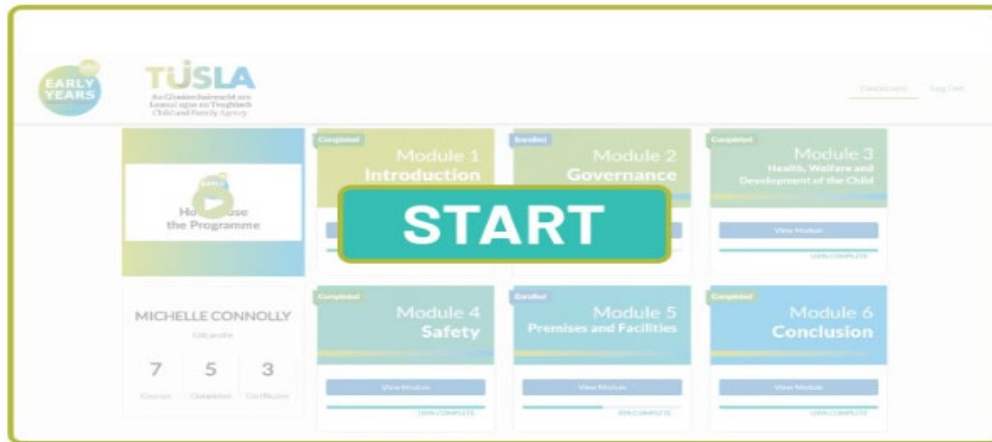 EARLY
YEARS
TUSLA
An Ghníomhaireacht um
Leanaí agus an Teaghlach
Child and Family Agency
Dashboard
Log Out
the Programme
Completed
Module 1
Introduction
Enrolled
Module 2
Governance
Completed
Module 3
Health, Welfare and
Development of the Child
View Module
100% COMPLETE
START
MICHELLE CONNOLLY
Edit profile
7
5
3
Courses
Completed
Certificates
Completed
Module 4
Safety
View Module
100% COMPLETE
Enrolled
Module 5
Premises and Facilities
View Module
50% COMPLETE
Completed
Module 6
Conclusion
View Module
100% COMPLETE